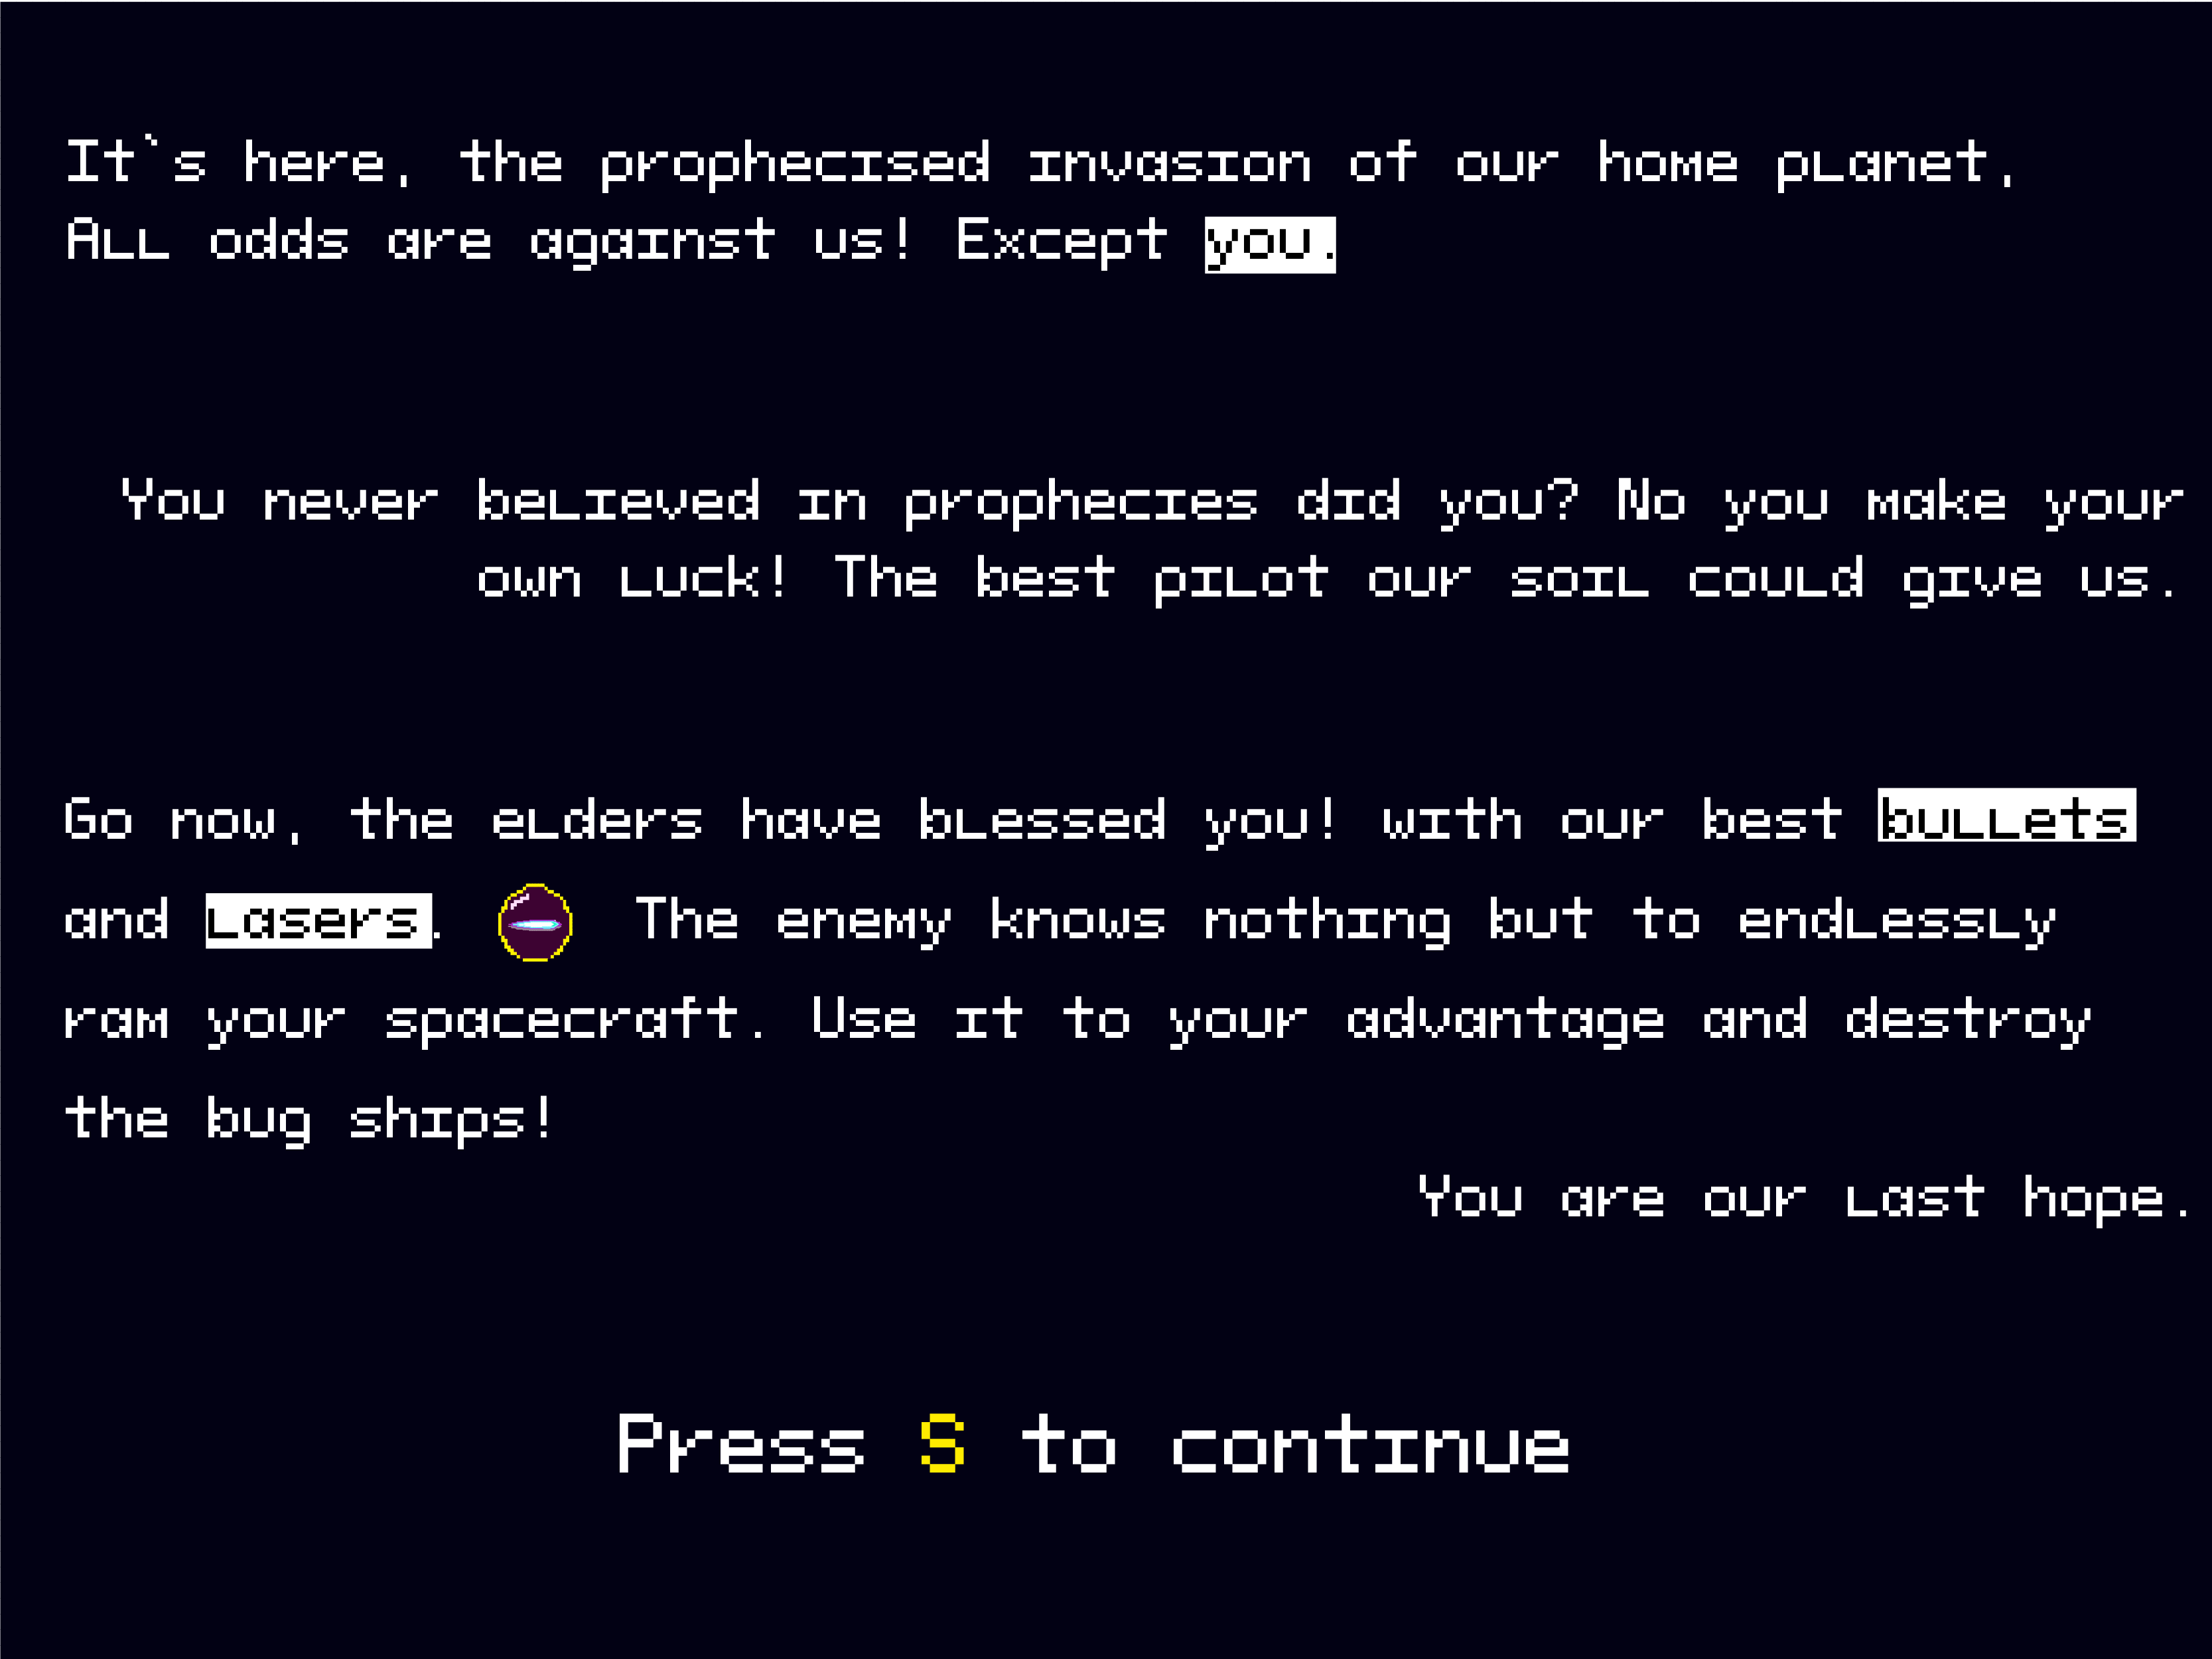 It`s here, the prophecised invasion of our home planet,
All odds are against us! Except you.
You never believed in prophecies did you? No you make your
own luck! The best pilot our soil could give us.
Go now, the elders have blessed you! with our best bullets
and lasers. The enemy knows nothing but to endlessly
ram your spacecraft. Use it to your advantage and destroy
the bug ships!
You are our last hope.
Press S to continue